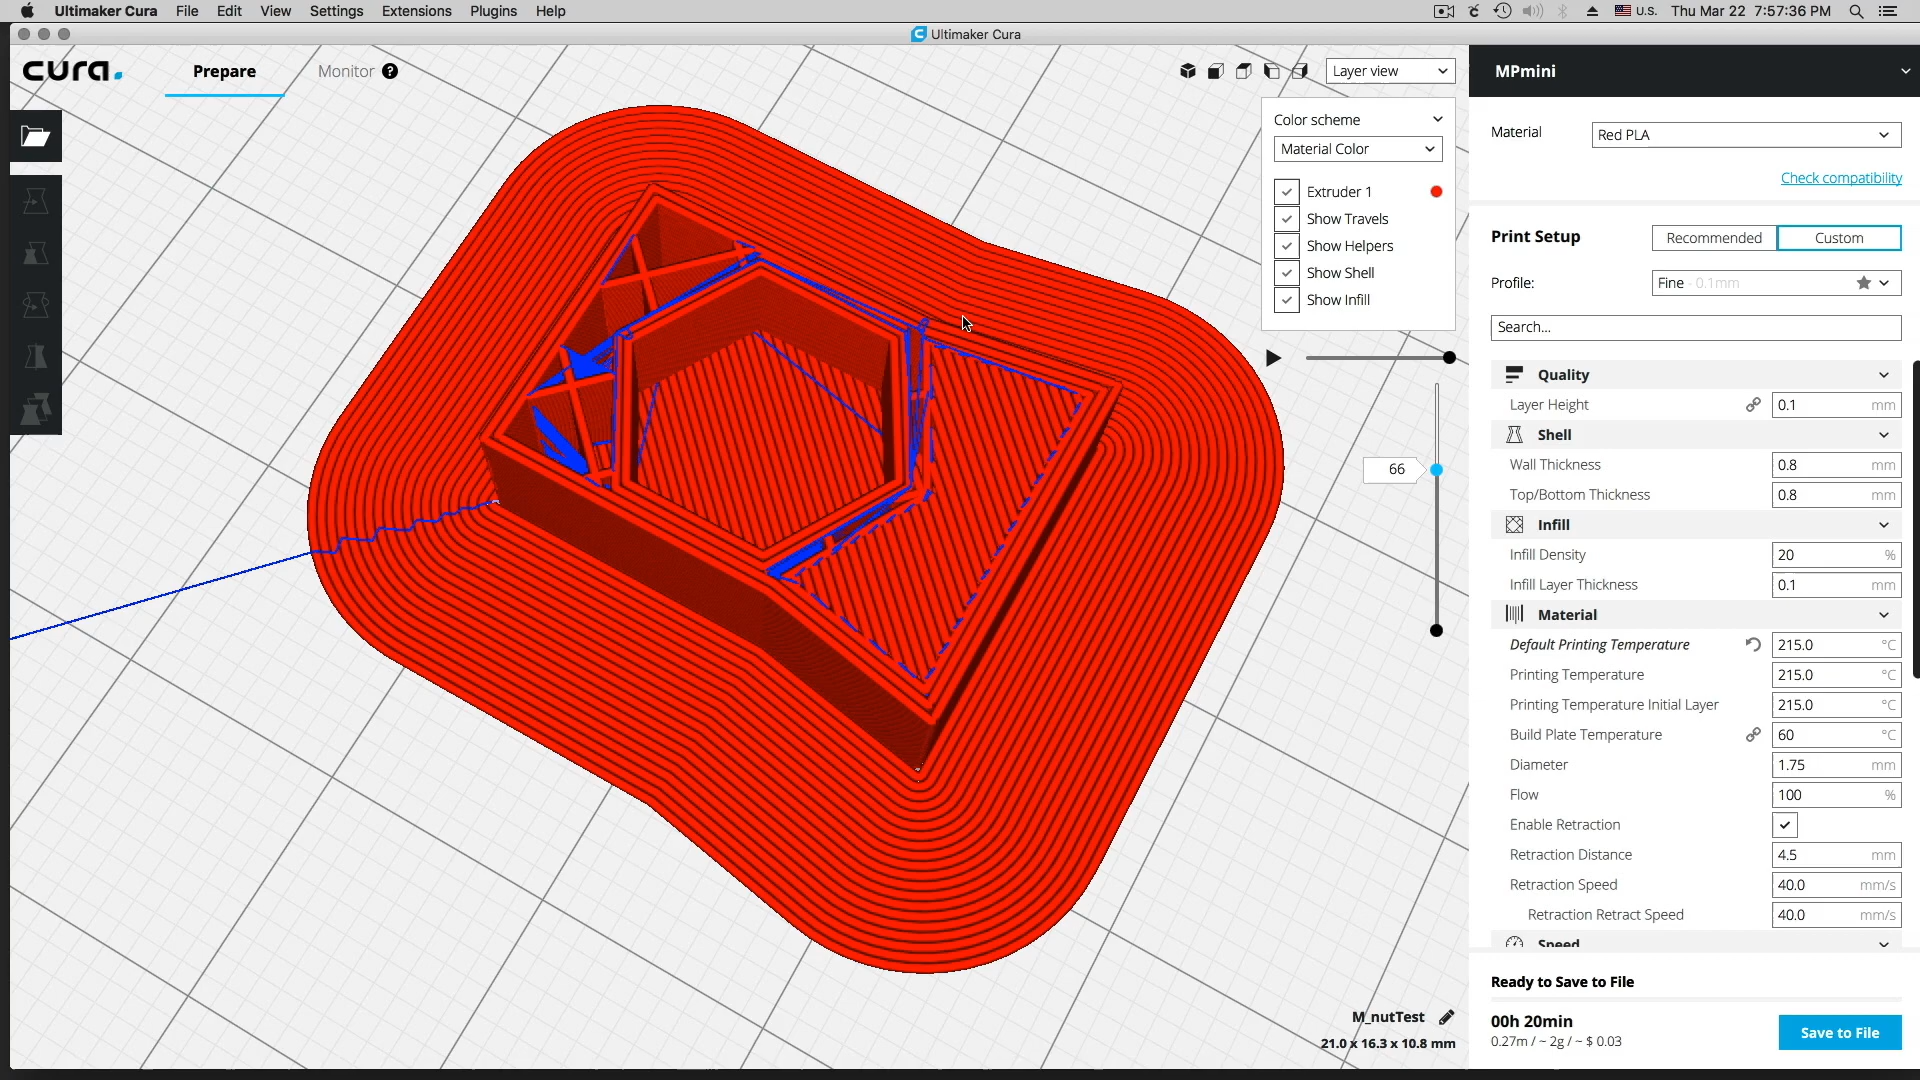 Ultimaker Cura File Edit View Settings Extensions Plugins Help U.S. Thu Mar 22 7:57:36 PM
Ultimaker Cura
cura. Prepare Monitor ? Layer view MPmini
Color scheme
Material Color
Extruder 1
Show Travels
Show Helpers
Show Shell
Show Infill
66
Material Red PLA
Check compatibility
Print Setup Recommended Custom
Profile: Fine - 0.1mm
Search...
Quality
Layer Height 0.1 mm
Shell
Wall Thickness 0.8 mm
Top/Bottom Thickness 0.8 mm
Infill
Infill Density 20 %
Infill Layer Thickness 0.1 mm
Material
Default Printing Temperature 215.0 °C
Printing Temperature 215.0 °C
Printing Temperature Initial Layer 215.0 °C
Build Plate Temperature 60 °C
Diameter 1.75 mm
Flow 100 %
Enable Retraction
Retraction Distance 4.5 mm
Retraction Speed 40.0 mm/s
Retraction Retract Speed 40.0 mm/s
Speed
Ready to Save to File
M_nutTest
21.0 x 16.3 x 10.8 mm
00h 20min
0.27m / ~ 2g / ~ $ 0.03
Save to File